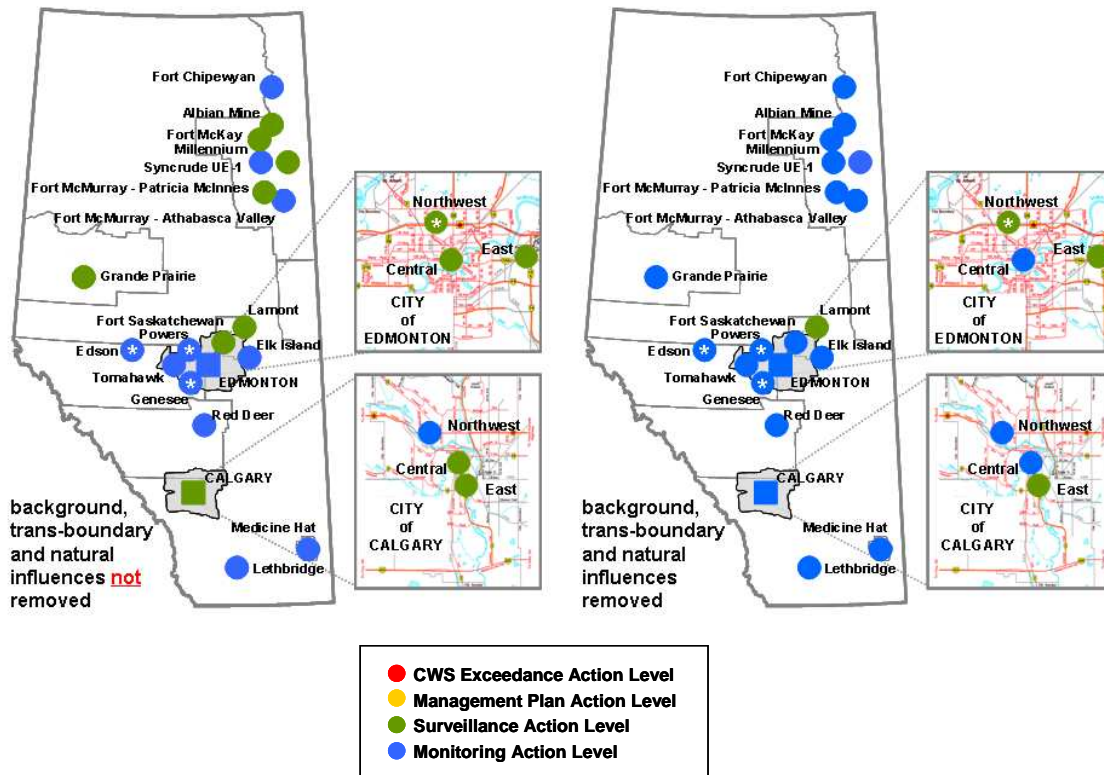 Fort Chipewyan
Albian Mine
Fort McKay
Millennium
Syncrude UE-1
Fort McMurray - Patricia McInnes
Fort McMurray - Athabasca Valley
Grande Prairie
Lamont
Fort Saskatchewan
Powers
Edson
Elk Island
Tomahawk
EDMONTON
Genesee
Red Deer
CALGARY
Medicine Hat
Lethbridge
background,
trans-boundary
and natural
influences not
removed
Northwest
East
Central
CITY
of
EDMONTON
Northwest
Central
East
CITY
of
CALGARY
Fort Chipewyan
Albian Mine
Fort McKay
Millennium
Syncrude UE-1
Fort McMurray - Patricia McInnes
Fort McMurray - Athabasca Valley
Grande Prairie
Lamont
Fort Saskatchewan
Powers
Edson
Elk Island
Tomahawk
EDMONTON
Genesee
Red Deer
CALGARY
Medicine Hat
Lethbridge
background,
trans-boundary
and natural
influences
removed
Northwest
East
Central
CITY
of
EDMONTON
Northwest
Central
East
CITY
of
CALGARY
CWS Exceedance Action Level
Management Plan Action Level
Surveillance Action Level
Monitoring Action Level